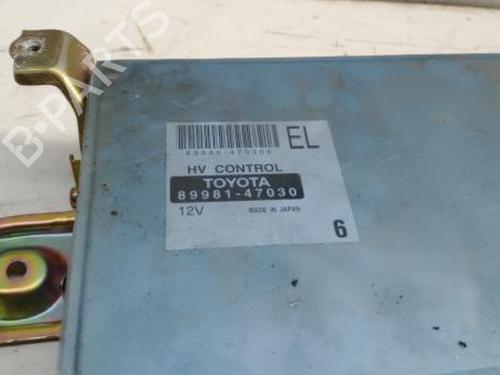 B-PARTS
EL
HV CONTROL
TOYOTA
89981-47030
12V MADE IN JAPAN
6